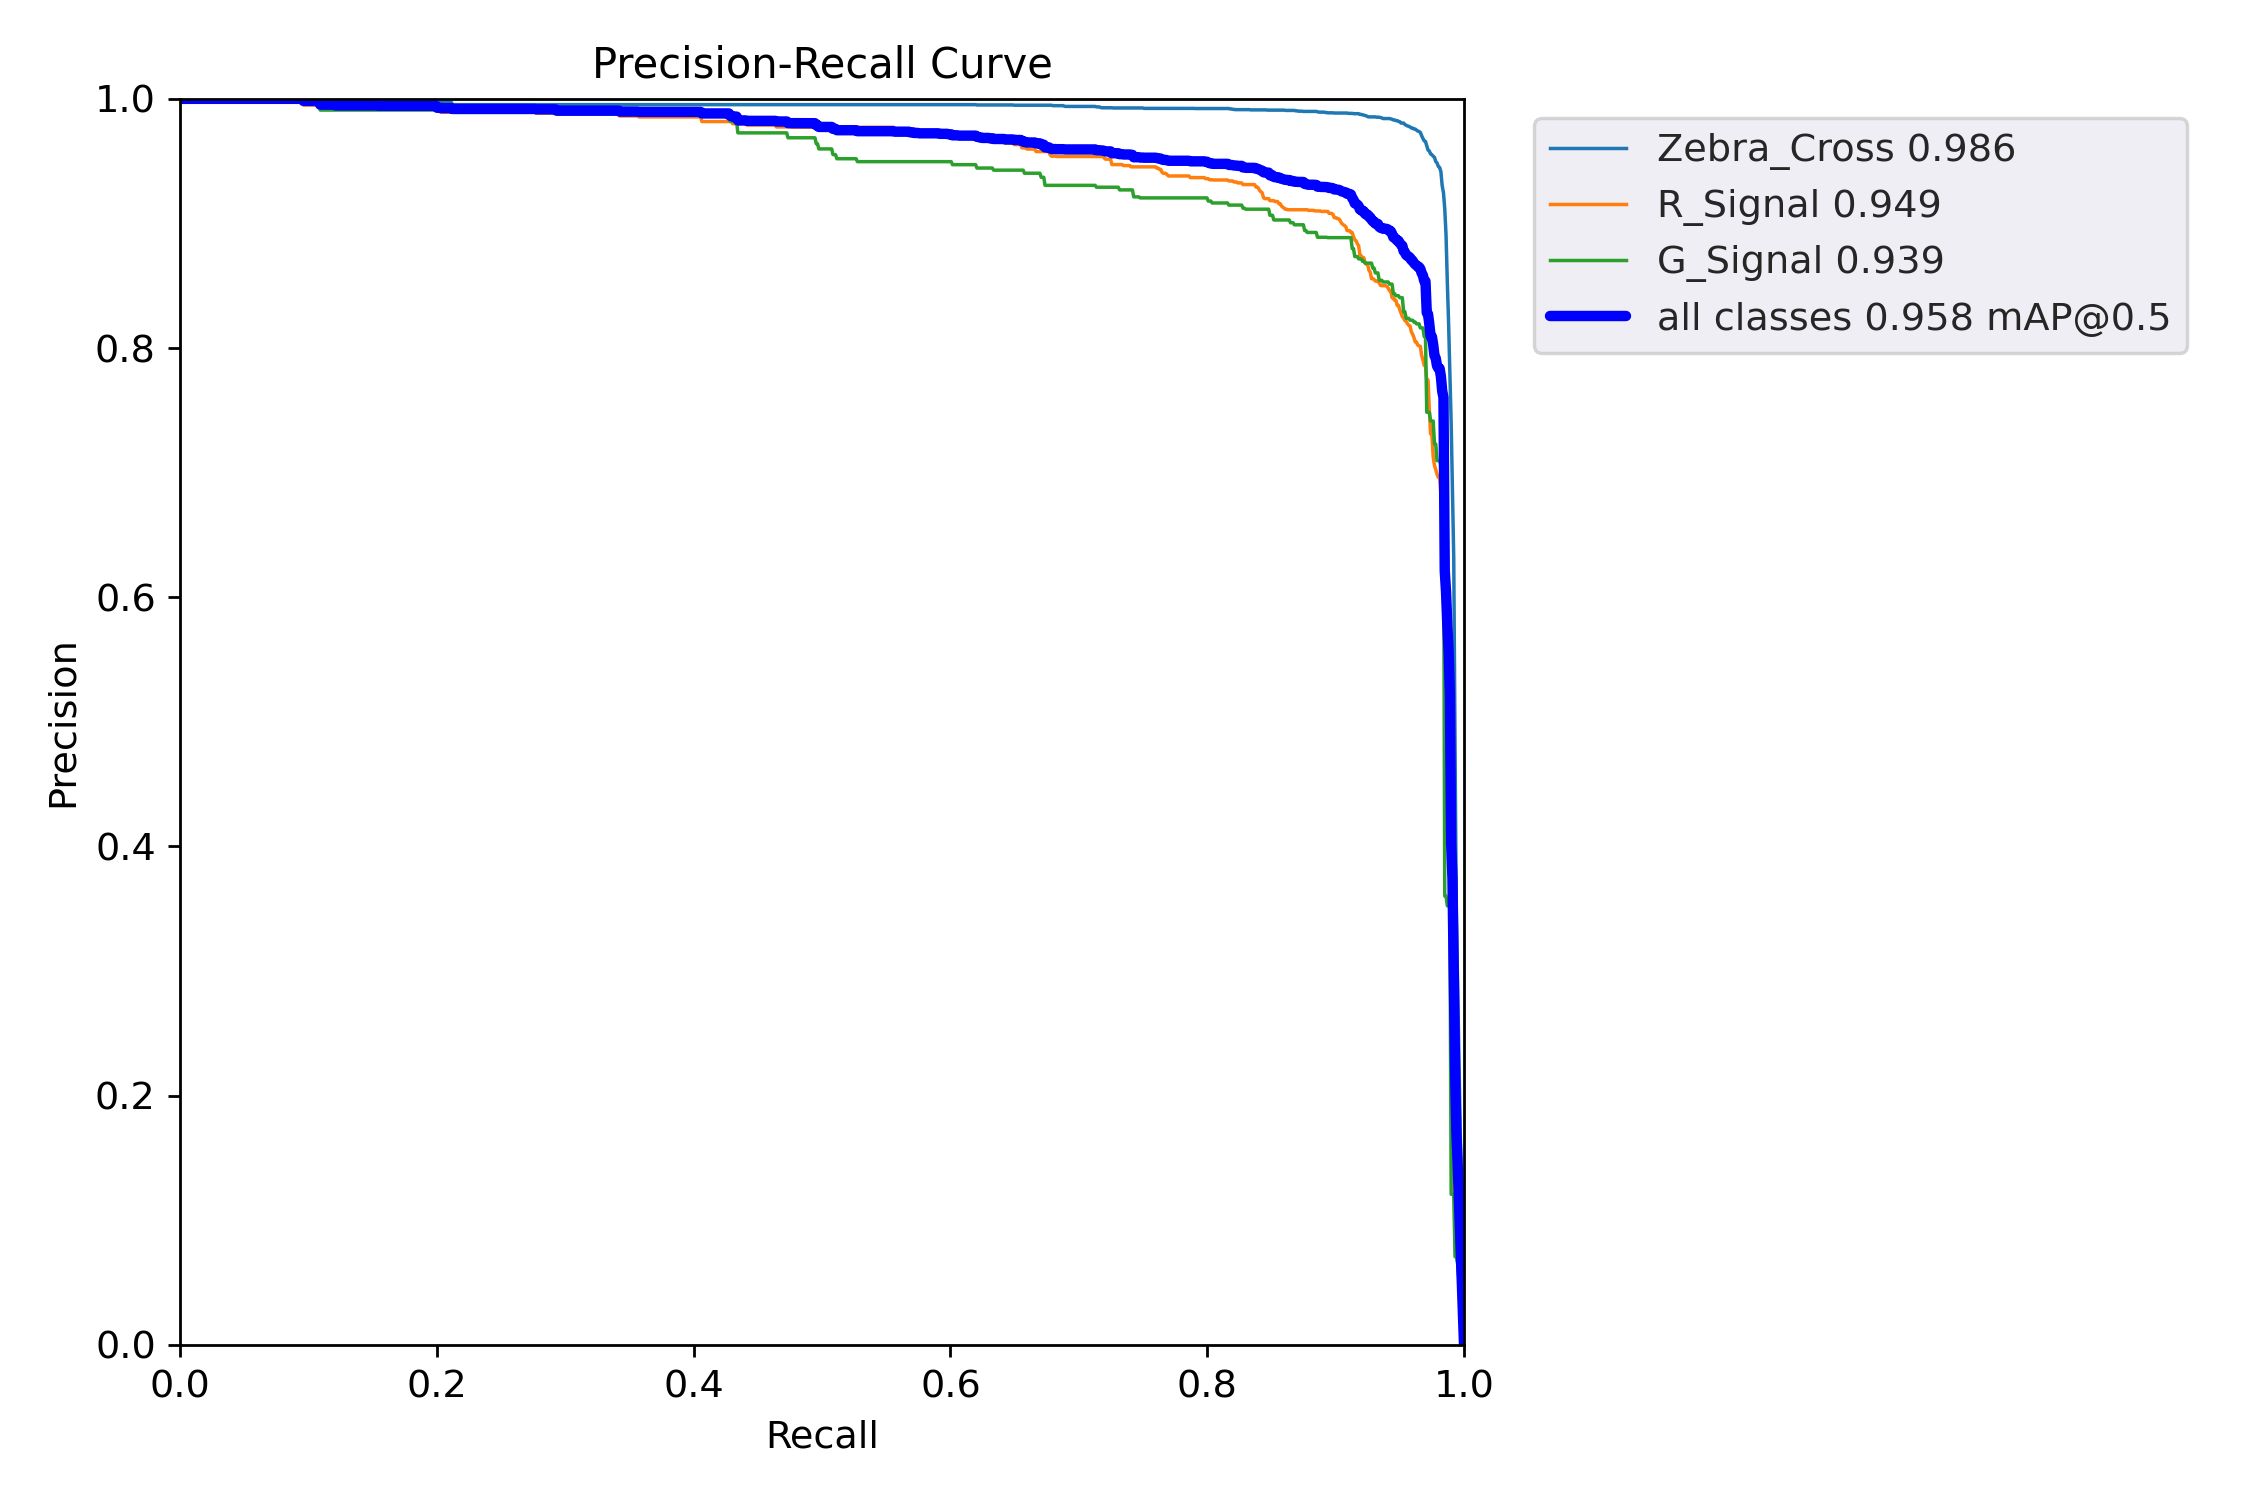 Precision-Recall Curve
1.0
0.8
0.6
0.4
0.2
0.0
Precision
0.0 0.2 0.4 0.6 0.8 1.0
Recall
Zebra_Cross 0.986
R_Signal 0.949
G_Signal 0.939
all classes 0.958 mAP@0.5